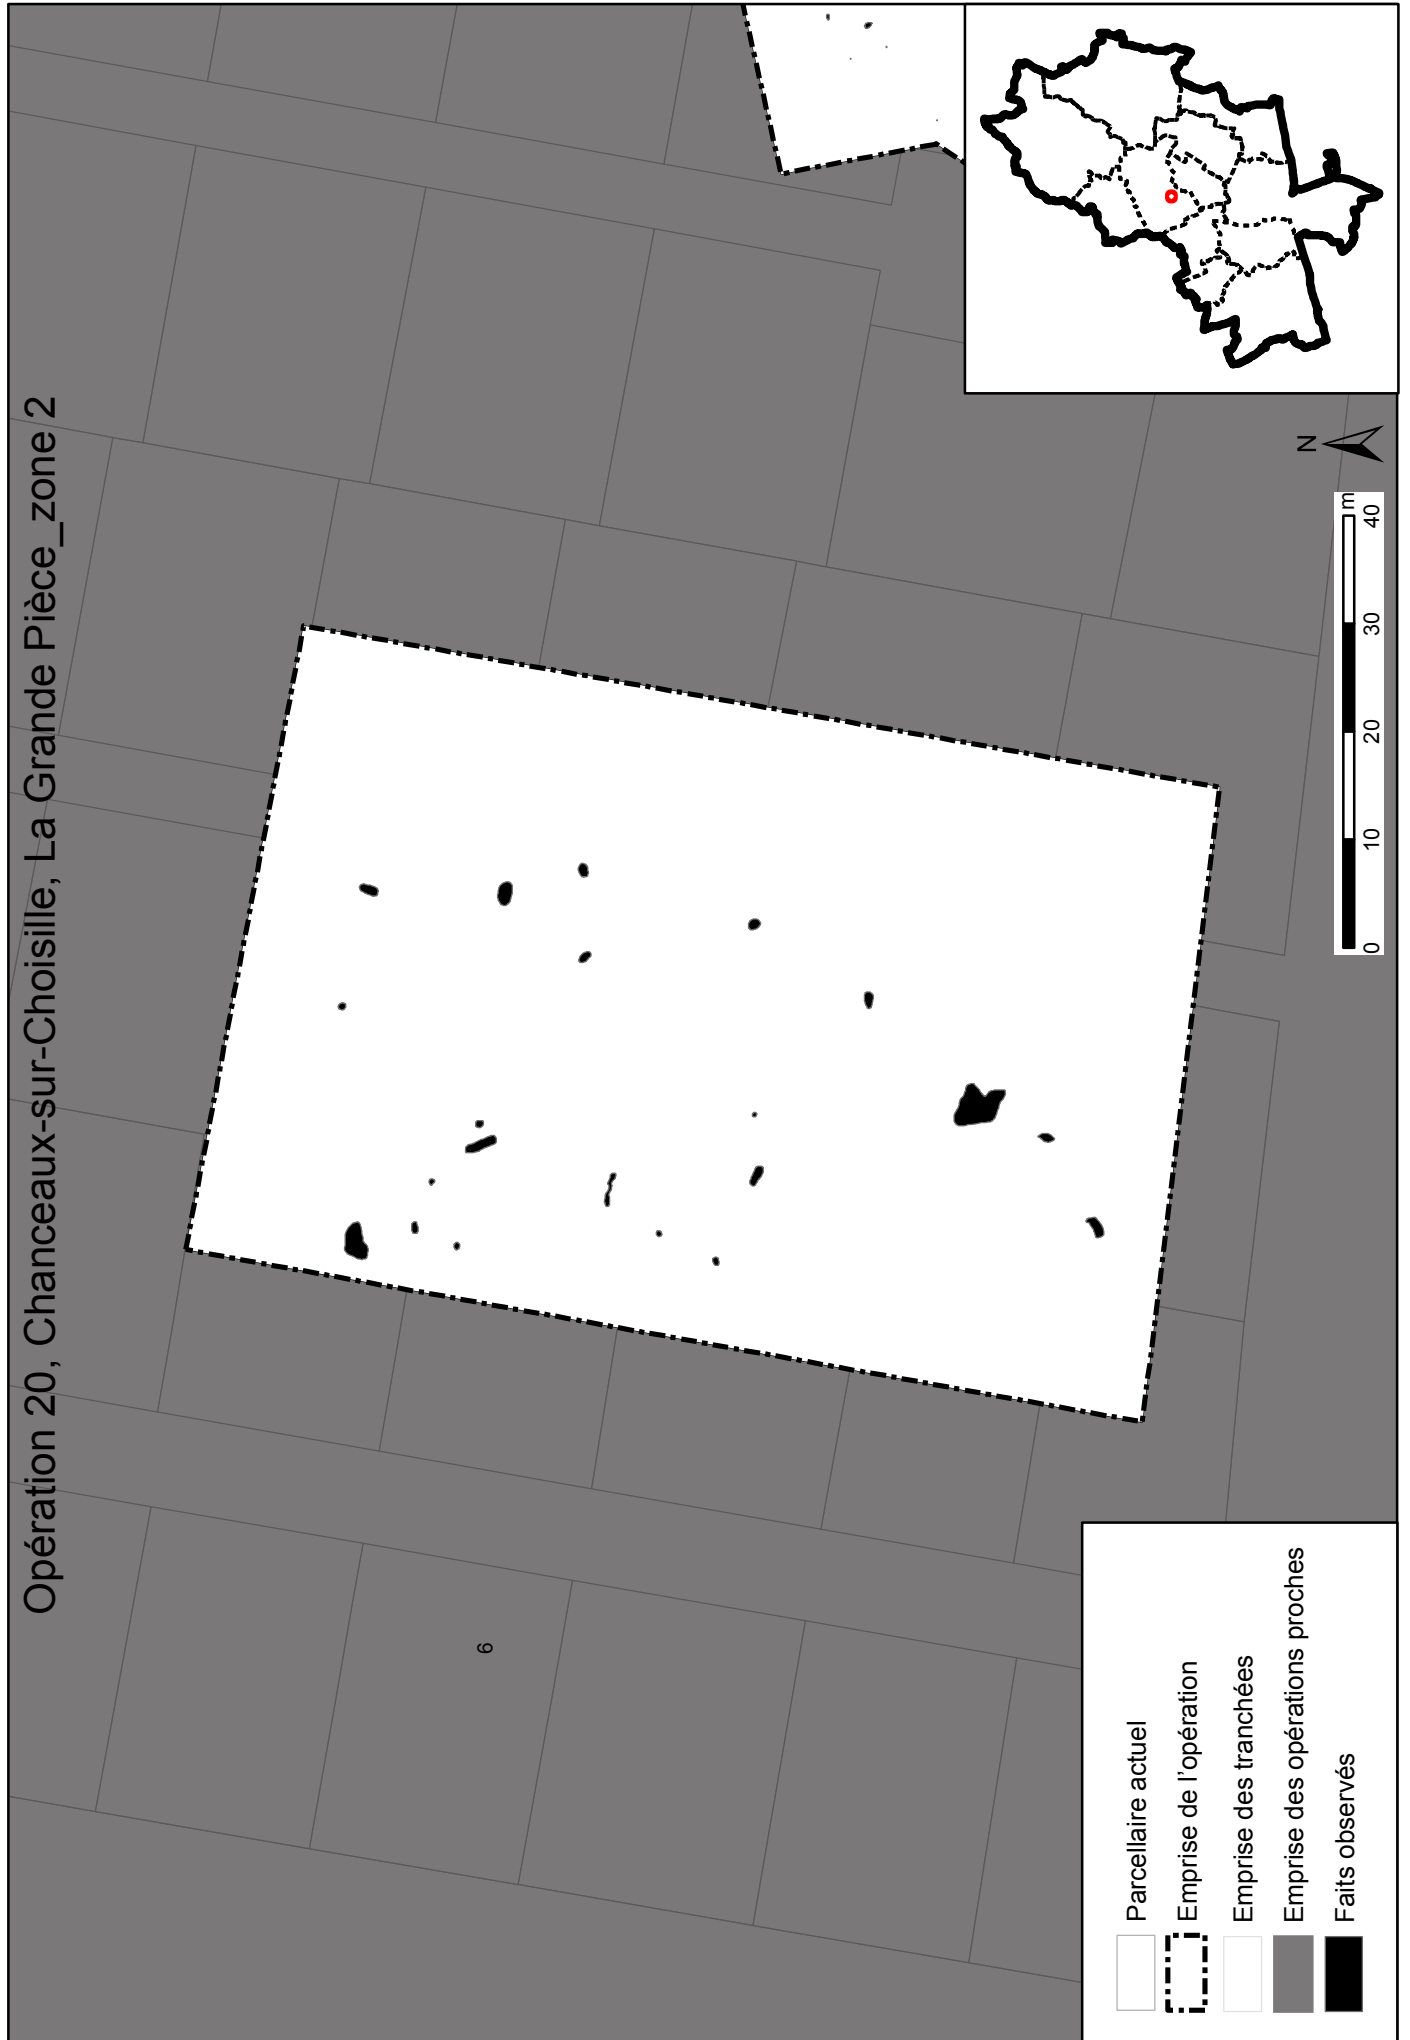 Opération 20, Chanceaux-sur-Choisille, La Grande Pièce_zone 2
6
N
m
0 10 20 30 40
Parcellaire actuel
Emprise de l'opération
Emprise des tranchées
Emprise des opérations proches
Faits observés